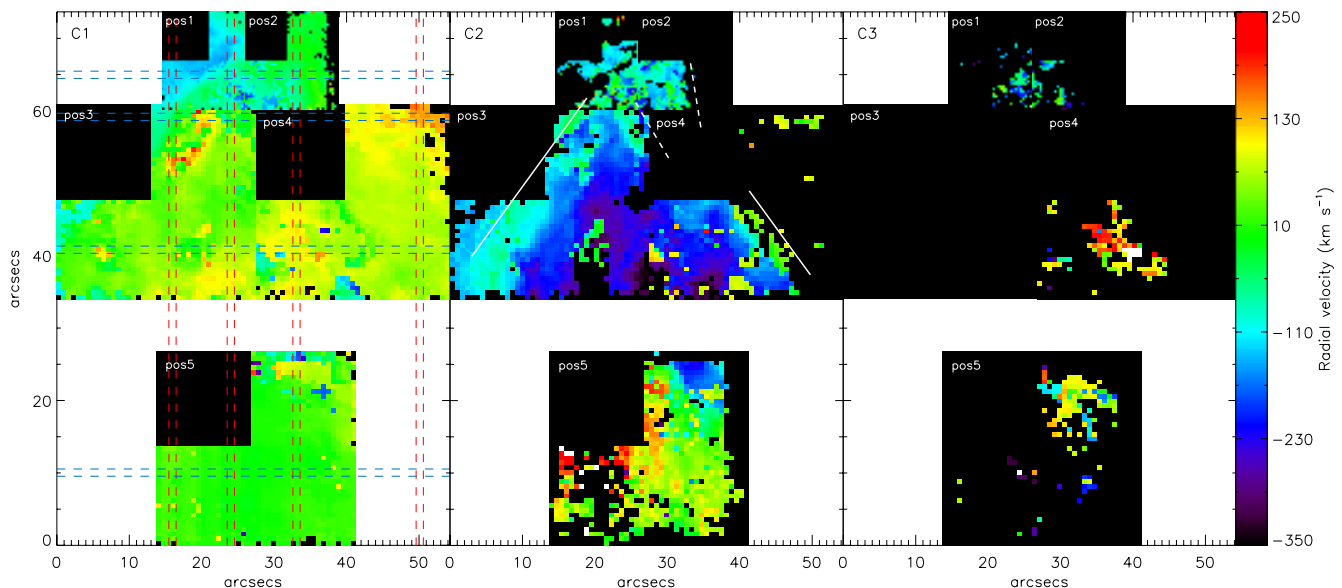 C1
pos1
pos2
pos3
pos4
pos5
C2
pos1
pos2
pos3
pos4
pos5
C3
pos1
pos2
pos3
pos4
pos5
60
40
20
0
arcsecs
0 10 20 30 40 50
arcsecs
0 10 20 30 40 50
arcsecs
0 10 20 30 40 50
arcsecs
250
130
10
-110
-230
-350
Radial velocity (km s⁻¹)